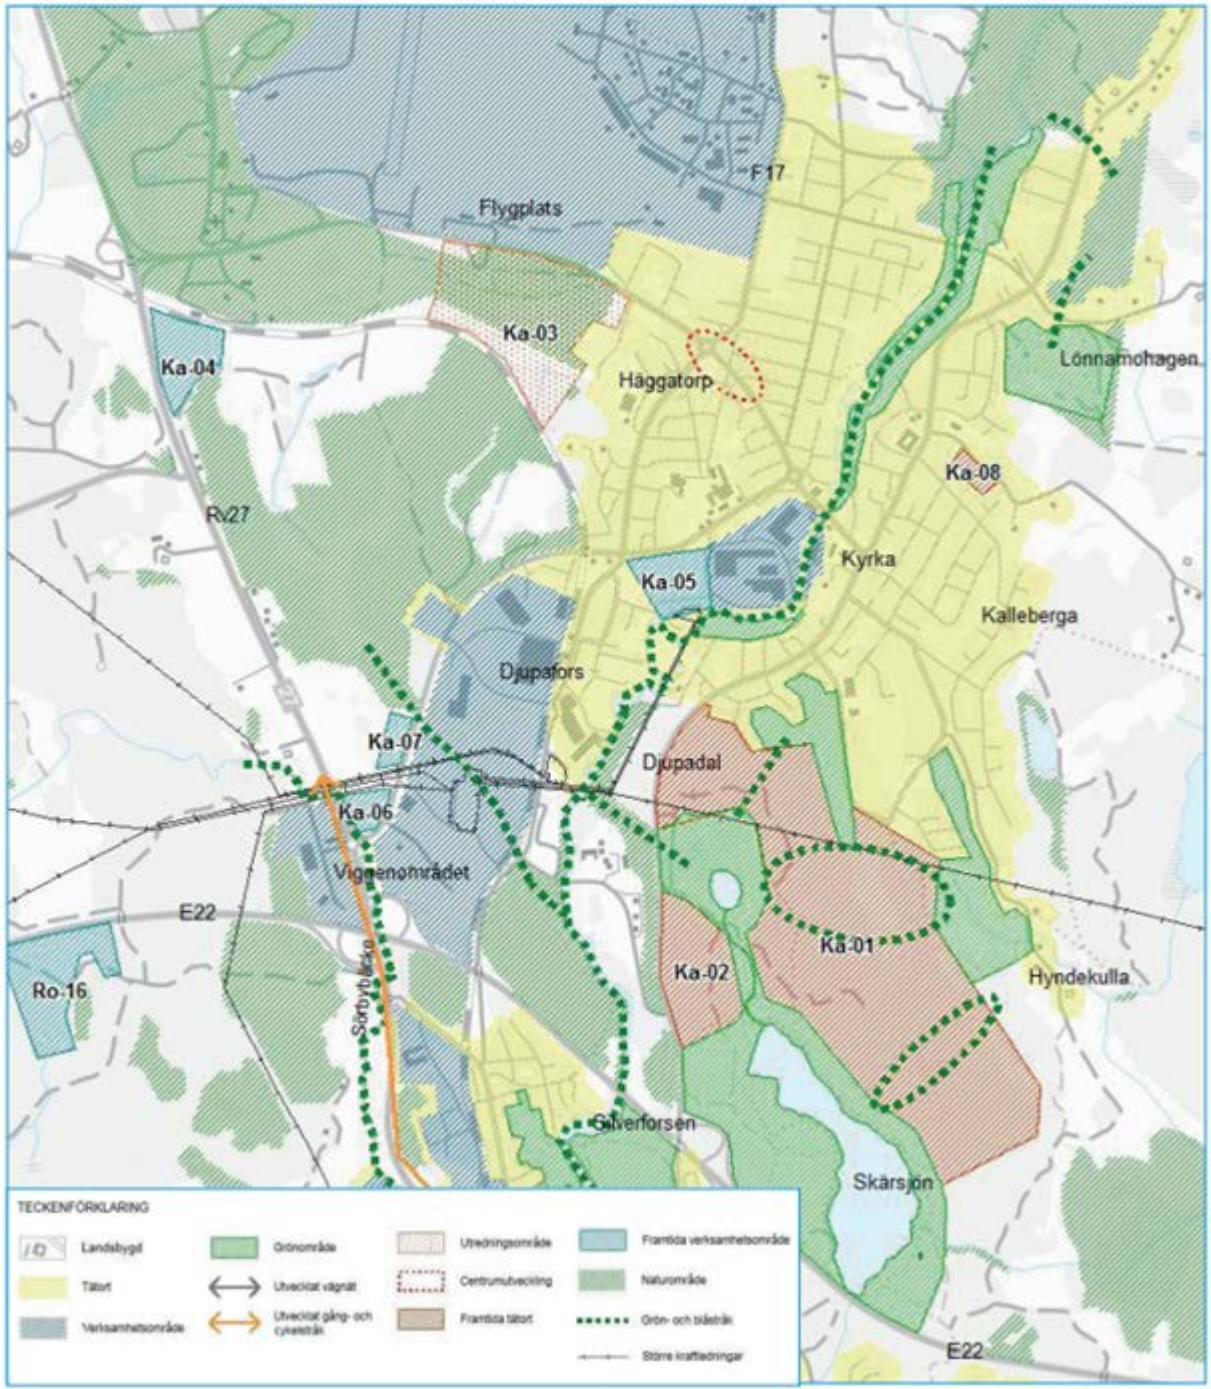 F 17
Flygplats
Ka-03
Ka-04
Häggatorp
Lönnamohagen
Ka-08
Rv27
Ka-05
Kyrka
Kalleberga
Djupafors
Ka-07
Djupadal
Ka-06
Viggenområdet
E22
Ka-01
Ka-02
Hyndekulla
Ro-16
Sörbybäcke
Silverforsen
Skärsjön
E22
TECKENFÖRKLARING
Landsbygd
Tätort
Verksamhetsområde
Grönområde
Utvecklat vägnät
Utvecklat gång- och
cykelstråk
Utredningsområde
Centrumutveckling
Framtida tätort
Framtida verksamhetsområde
Naturområde
Grön- och blåstråk
Större kraftledningar